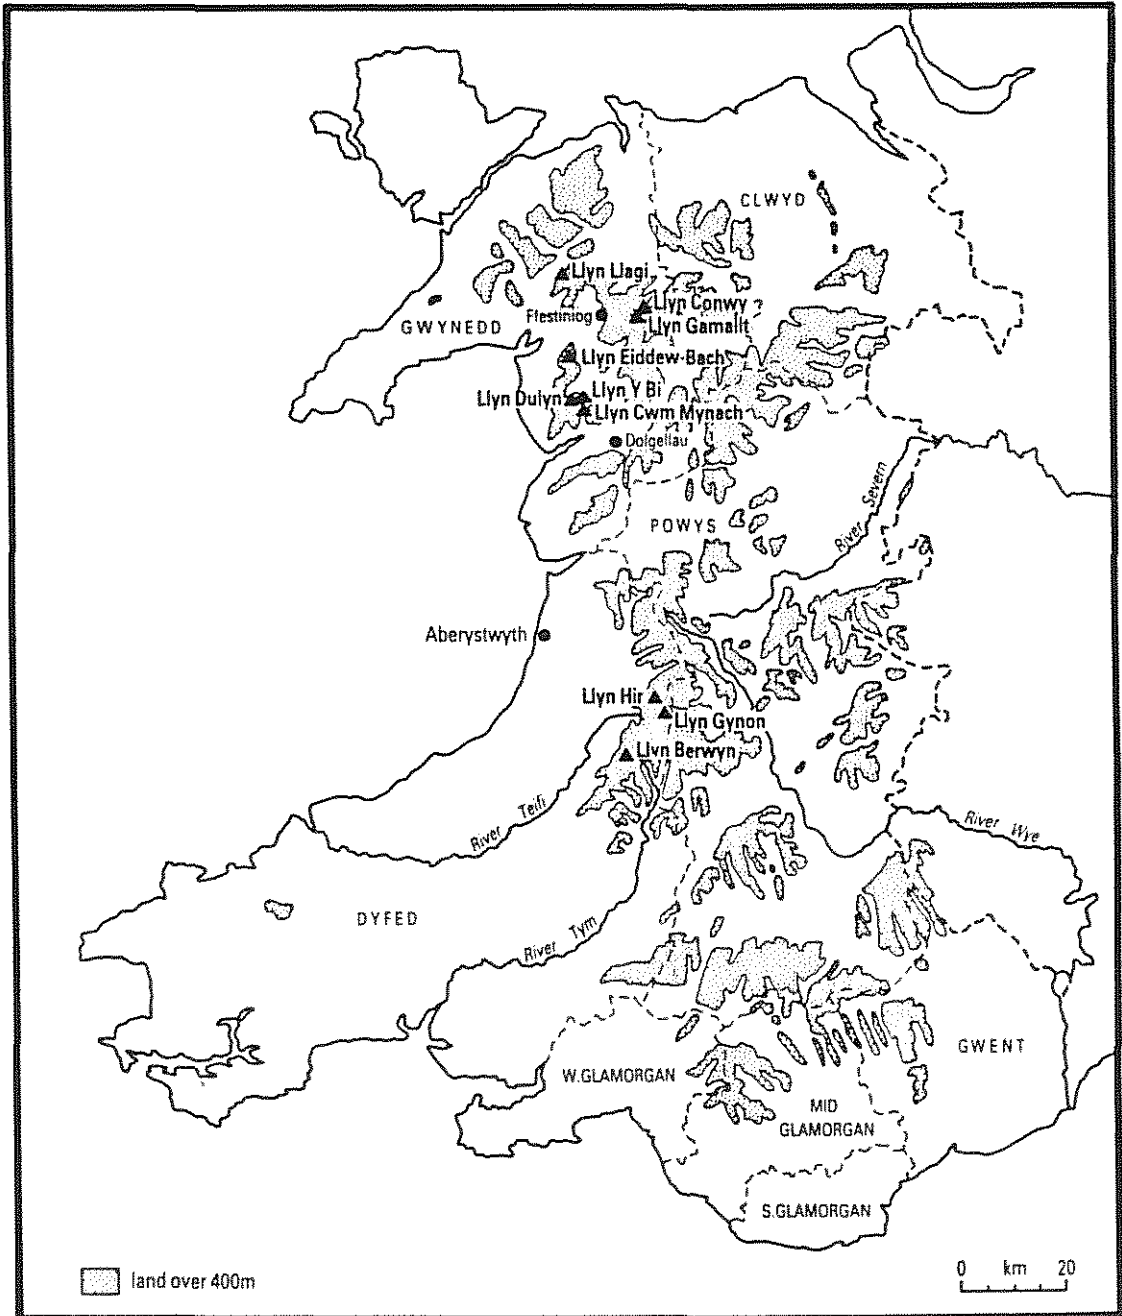 CLWYD
Llyn Llagi
Llyn Conwy
Ffestiniog
Llyn Gamallt
GWYNEDD
Llyn Eiddew-Bach
Llyn Y Bi
Llyn Dulyn
Llyn Cwm Mynach
Dolgellau
River Severn
POWYS
Aberystwyth
Llyn Hir
Llyn Gynon
Llyn Berwyn
River Teifi
River Wye
DYFED
River Tym
W.GLAMORGAN
GWENT
MID
GLAMORGAN
S.GLAMORGAN
land over 400m
0 km 20